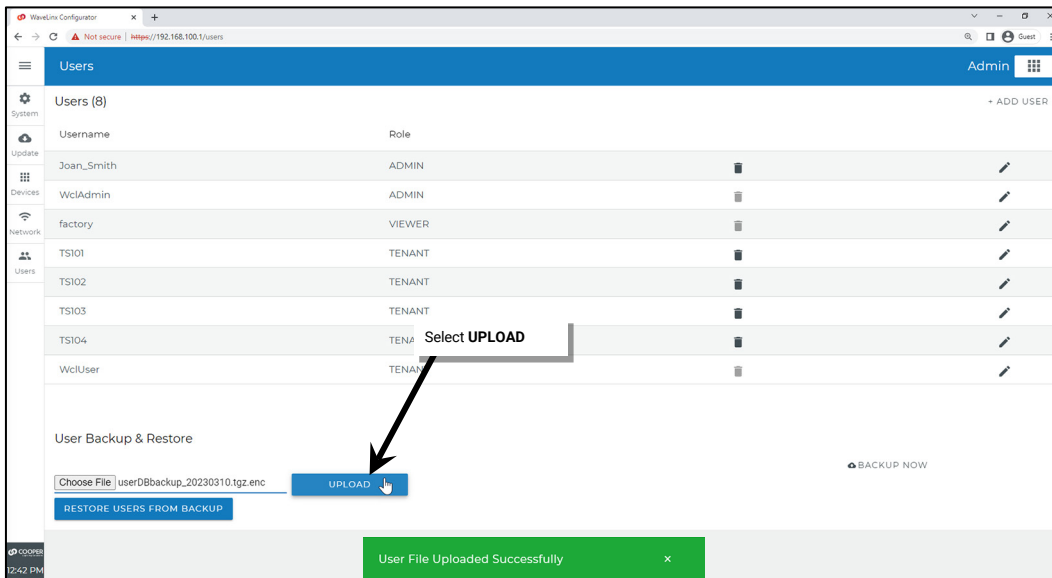 WaveLinx Configurator
Not secure | https://192.168.100.1/users
Guest
Users
Admin
System
Update
Devices
Network
Users
Users (8)
+ ADD USER
Username Role
Joan_Smith ADMIN
WclAdmin ADMIN
factory VIEWER
TS101 TENANT
TS102 TENANT
TS103 TENANT
TS104 TENA
Select UPLOAD
WclUser TENAN
User Backup & Restore
BACKUP NOW
Choose File userDBbackup_20230310.tgz.enc
UPLOAD
RESTORE USERS FROM BACKUP
COOPER
12:42 PM
User File Uploaded Successfully ×